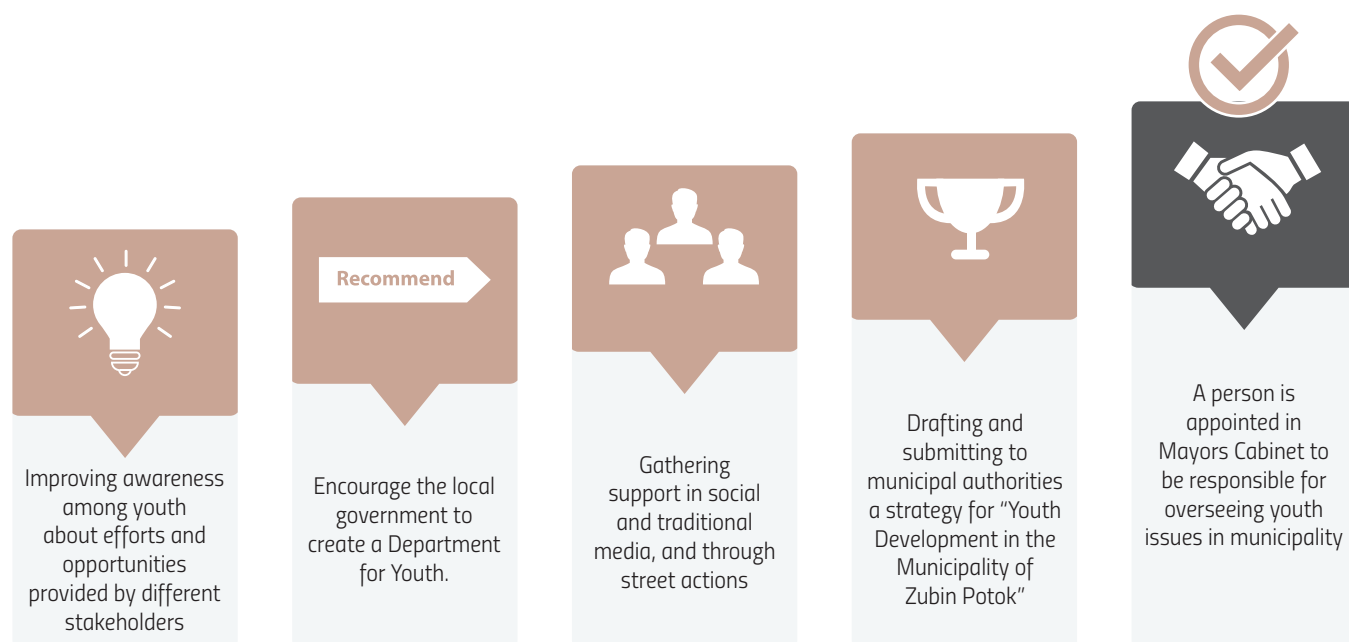 Recommend
Improving awareness
among youth
about efforts and
opportunities
provided by different
stakeholders
Encourage the local
government to
create a Department
for Youth.
Gathering
support in social
and traditional
media, and through
street actions
Drafting and
submitting to
municipal authorities
a strategy for “Youth
Development in the
Municipality of
Zubin Potok”
A person is
appointed in
Mayors Cabinet to
be responsible for
overseeing youth
issues in municipality